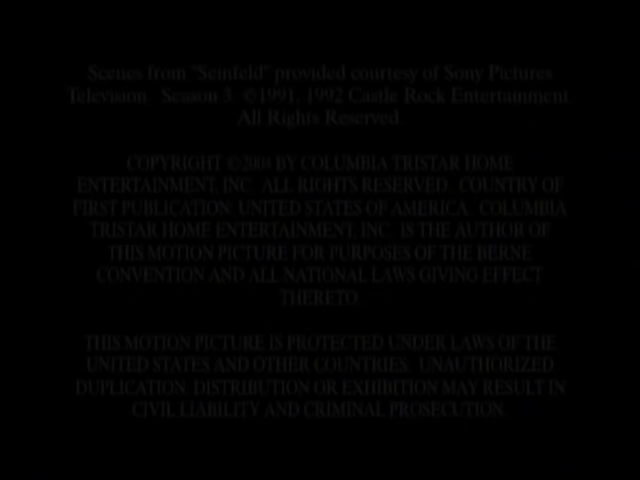 Scenes from "Seinfeld" provided courtesy of Sony Pictures
Television. Season 3 ©1991, 1992 Castle Rock Entertainment.
All Rights Reserved.
COPYRIGHT ©2004 BY COLUMBIA TRISTAR HOME
ENTERTAINMENT, INC. ALL RIGHTS RESERVED. COUNTRY OF
FIRST PUBLICATION: UNITED STATES OF AMERICA. COLUMBIA
TRISTAR HOME ENTERTAINMENT, INC. IS THE AUTHOR OF
THIS MOTION PICTURE FOR PURPOSES OF THE BERNE
CONVENTION AND ALL NATIONAL LAWS GIVING EFFECT
THERETO.
THIS MOTION PICTURE IS PROTECTED UNDER LAWS OF THE
UNITED STATES AND OTHER COUNTRIES. UNAUTHORIZED
DUPLICATION, DISTRIBUTION OR EXHIBITION MAY RESULT IN
CIVIL LIABILITY AND CRIMINAL PROSECUTION.